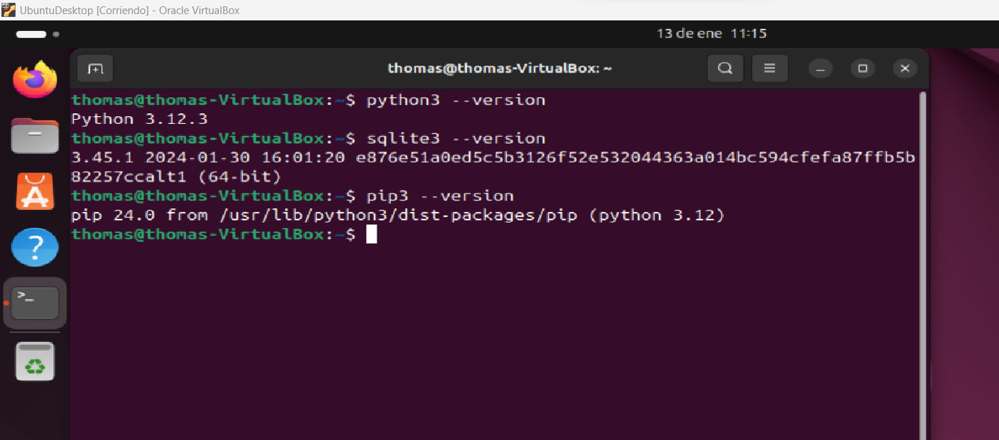 UbuntuDesktop [Corriendo] - Oracle VirtualBox
13 de ene 11:15
thomas@thomas-VirtualBox: ~
thomas@thomas-VirtualBox:~$ python3 --version
Python 3.12.3
thomas@thomas-VirtualBox:~$ sqlite3 --version
3.45.1 2024-01-30 16:01:20 e876e51a0ed5c5b3126f52e532044363a014bc594cfefa87ffb5b
82257ccalt1 (64-bit)
thomas@thomas-VirtualBox:~$ pip3 --version
pip 24.0 from /usr/lib/python3/dist-packages/pip (python 3.12)
thomas@thomas-VirtualBox:~$